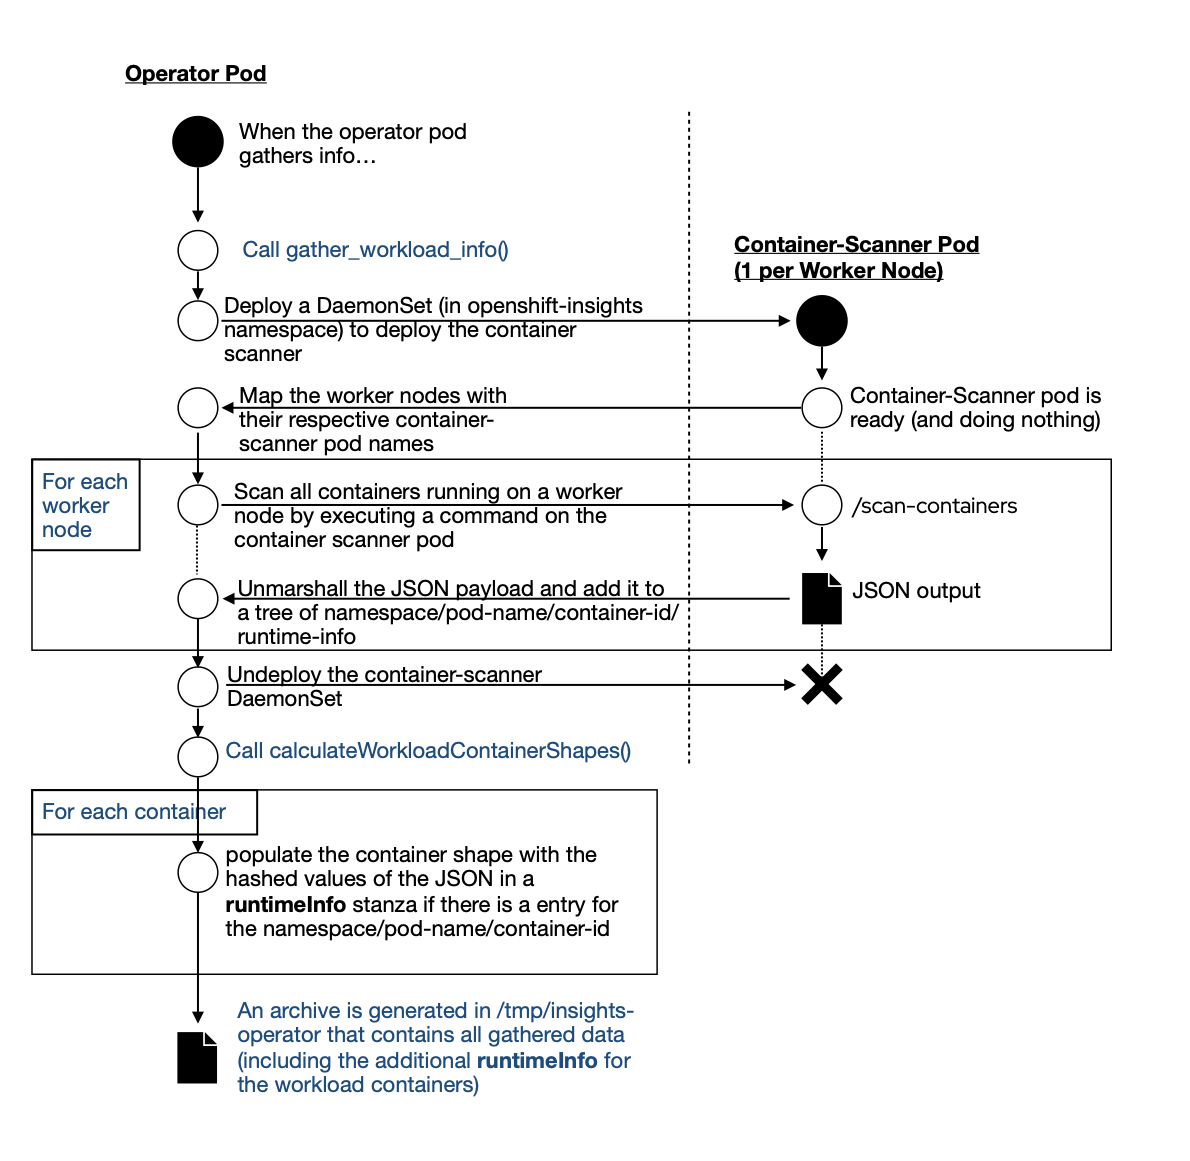 Operator Pod
When the operator pod
gathers info…
Call gather_workload_info()
Container-Scanner Pod
(1 per Worker Node)
Deploy a DaemonSet (in openshift-insights
namespace) to deploy the container
scanner
Map the worker nodes with
their respective container-
scanner pod names
Container-Scanner pod is
ready (and doing nothing)
For each
worker
node
Scan all containers running on a worker
node by executing a command on the
container scanner pod
/scan-containers
Unmarshall the JSON payload and add it to
a tree of namespace/pod-name/container-id/
runtime-info
JSON output
Undeploy the container-scanner
DaemonSet
Call calculateWorkloadContainerShapes()
For each container
populate the container shape with the
hashed values of the JSON in a
runtimeInfo stanza if there is a entry for
the namespace/pod-name/container-id
An archive is generated in /tmp/insights-
operator that contains all gathered data
(including the additional runtimeInfo for
the workload containers)